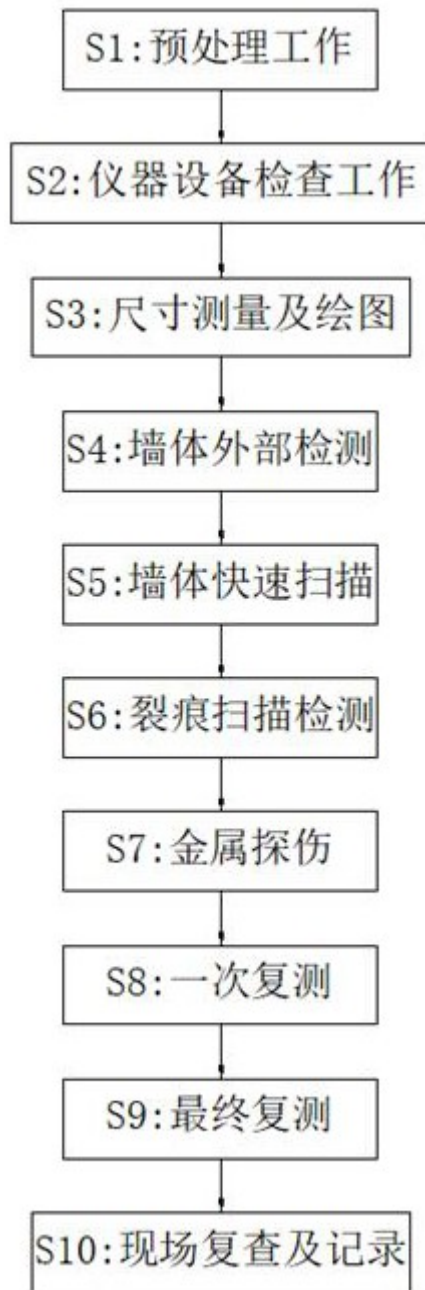 S1:预处理工作
S2:仪器设备检查工作
S3:尺寸测量及绘图
S4:墙体外部检测
S5:墙体快速扫描
S6:裂痕扫描检测
S7:金属探伤
S8:一次复测
S9:最终复测
S10:现场复查及记录